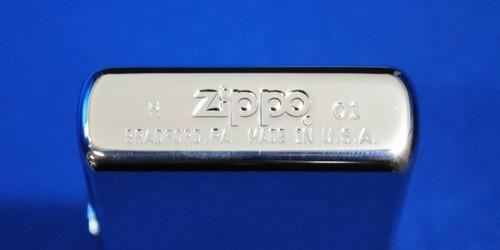 H zippo® 01
BRADFORD,PA. MADE IN U.S.A.